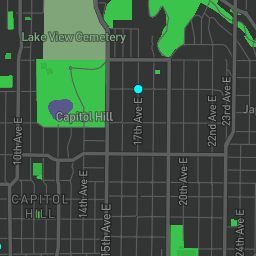 Lake View Cemetery
Capitol Hill
17th Ave E
22nd Ave E
23rd Ave E
Ja
10th Ave E
14th Ave E
20th Ave E
CAPITOL
HILL
15th Ave E
24th Ave E